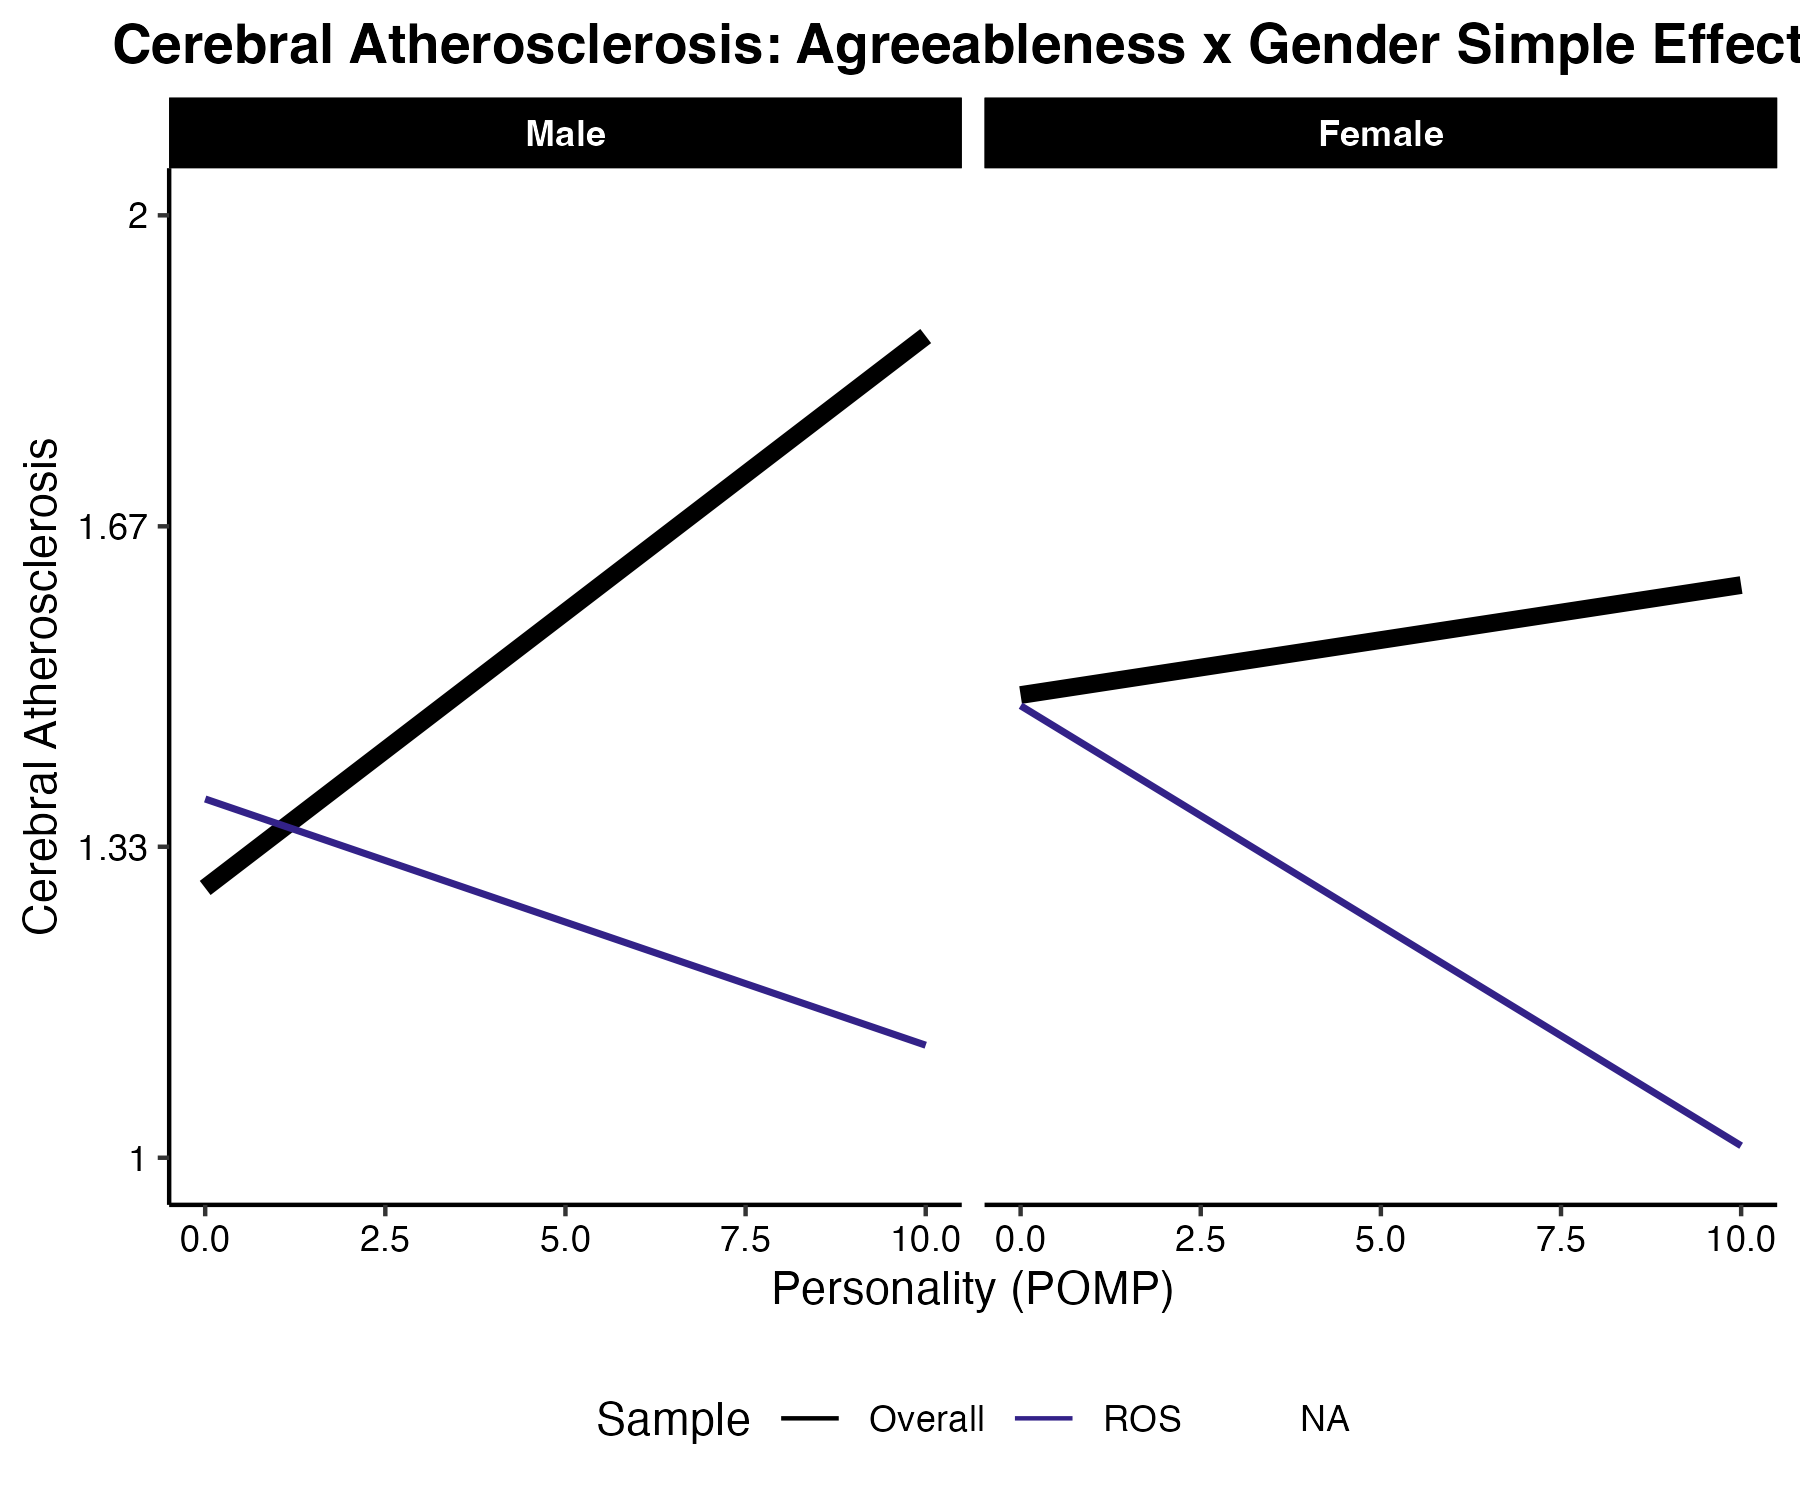 Cerebral Atherosclerosis: Agreeableness x Gender Simple Effect
Male
Female
Cerebral Atherosclerosis
2
1.67
1.33
1
0.0 2.5 5.0 7.5 10.0
0.0 2.5 5.0 7.5 10.0
Personality (POMP)
Sample Overall ROS NA